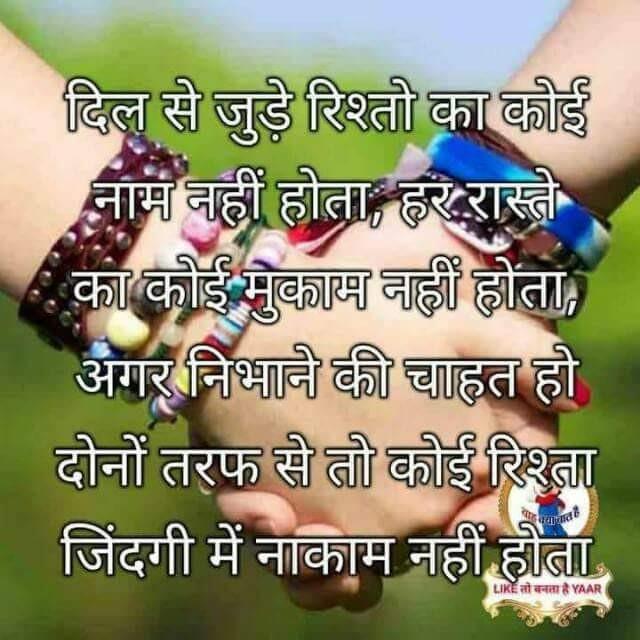 दिल से जुड़े रिश्तो का कोई
नाम नहीं होता, हर रास्ते
का कोई मुकाम नहीं होता,
अगर निभाने की चाहत हो
दोनों तरफ से तो कोई रिश्ता
जिंदगी में नाकाम नहीं होता
वाह क्या बात है
LIKE तो बनता है YAAR